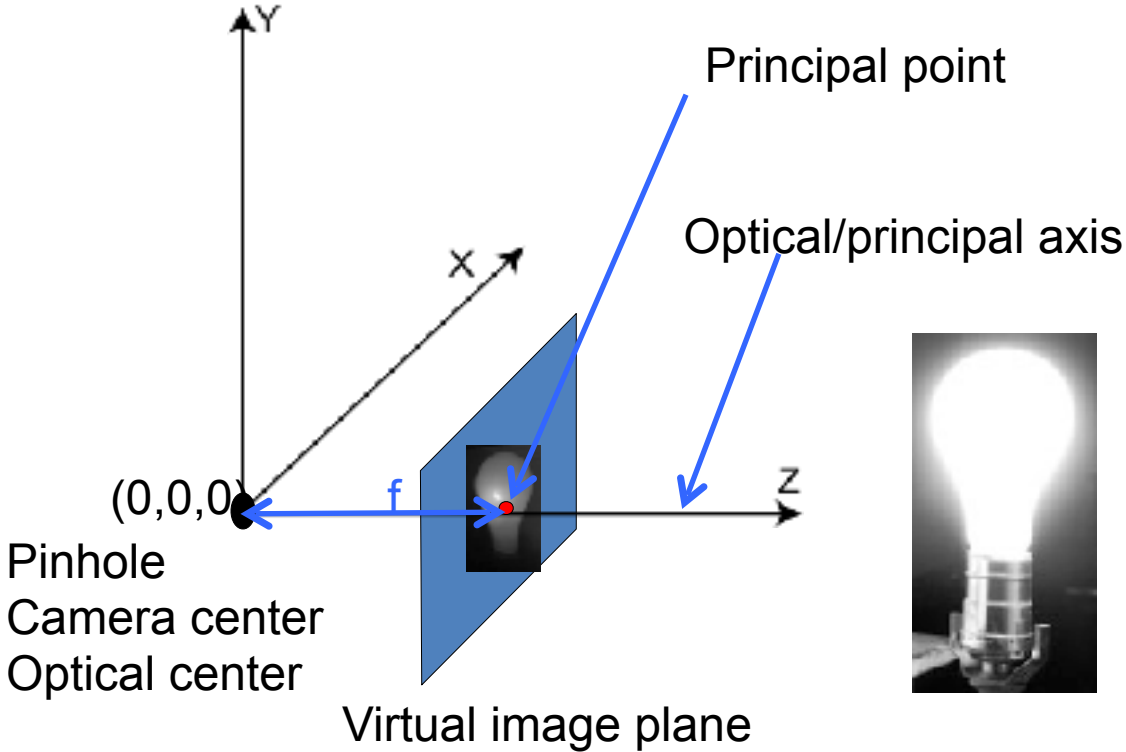 Y
Principal point
Optical/principal axis
X
(0,0,0)
f
Z
Pinhole
Camera center
Optical center
Virtual image plane